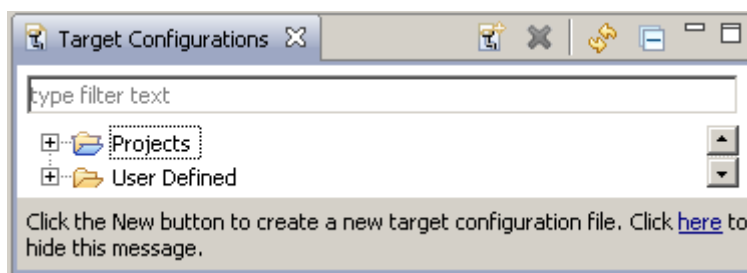 Target Configurations
type filter text
Projects
User Defined
Click the New button to create a new target configuration file. Click here to
hide this message.